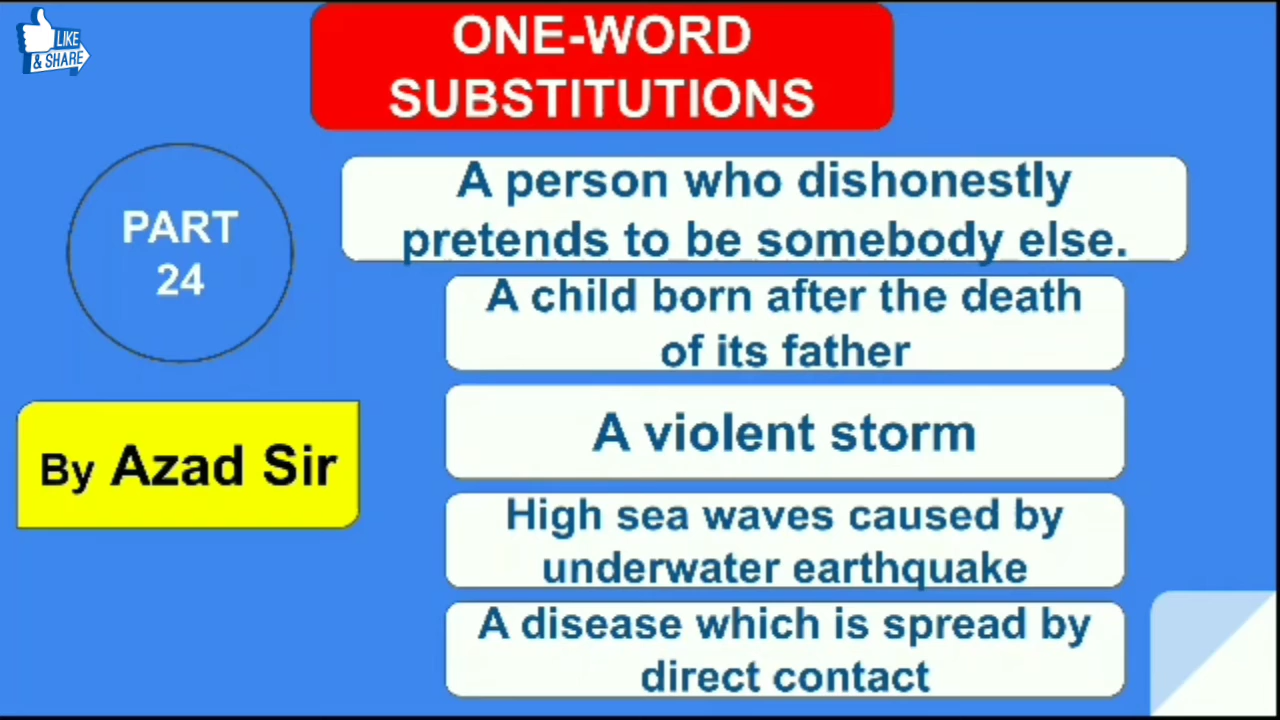 LIKE
& SHARE
ONE-WORD
SUBSTITUTIONS
PART
24
By Azad Sir
A person who dishonestly
pretends to be somebody else.
A child born after the death
of its father
A violent storm
High sea waves caused by
underwater earthquake
A disease which is spread by
direct contact